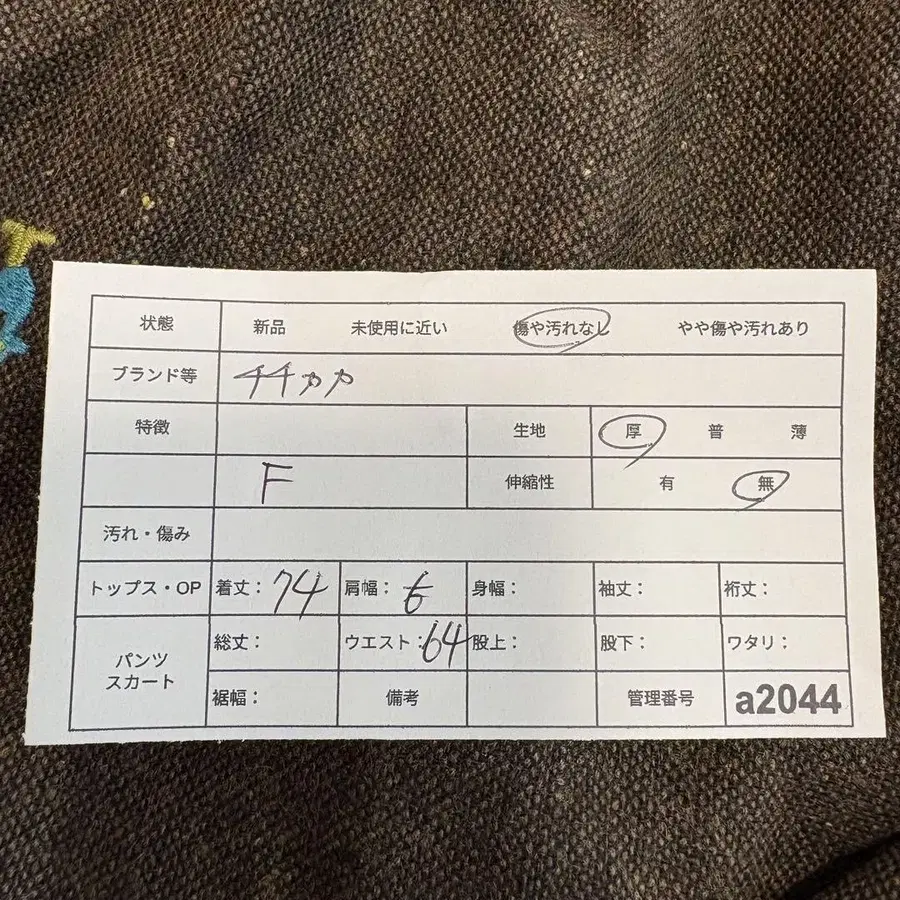 状態 新品 未使用に近い 傷や汚れなし やや傷や汚れあり
ブランド等 チチカカ
特徴 生地 厚 普 薄
F 伸縮性 有 無
汚れ・傷み
トップス・OP 着丈：74 肩幅：6 身幅： 袖丈： 裄丈：
パンツ スカート 総丈： ウエスト：64 股上： 股下： ワタリ：
裾幅： 備考 管理番号 a2044